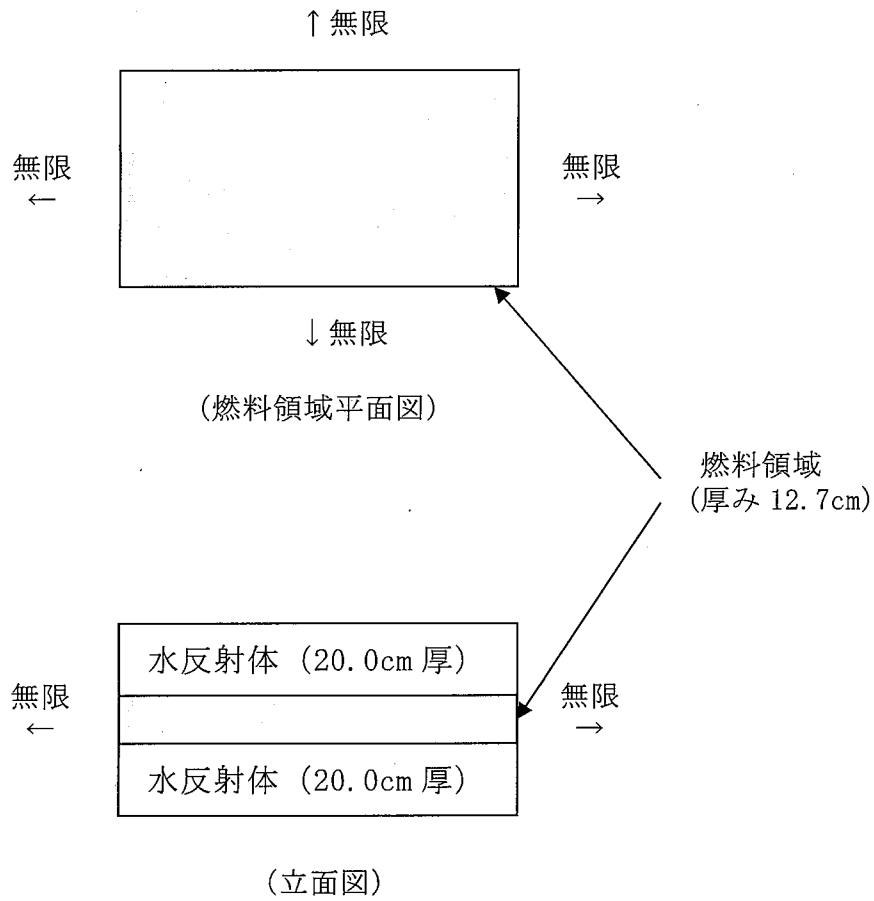 ↑無限
無限
←
無限
→
↓無限
(燃料領域平面図)
燃料領域
(厚み 12.7cm)
水反射体 (20.0cm 厚)
無限
←
無限
→
水反射体 (20.0cm 厚)
(立面図)